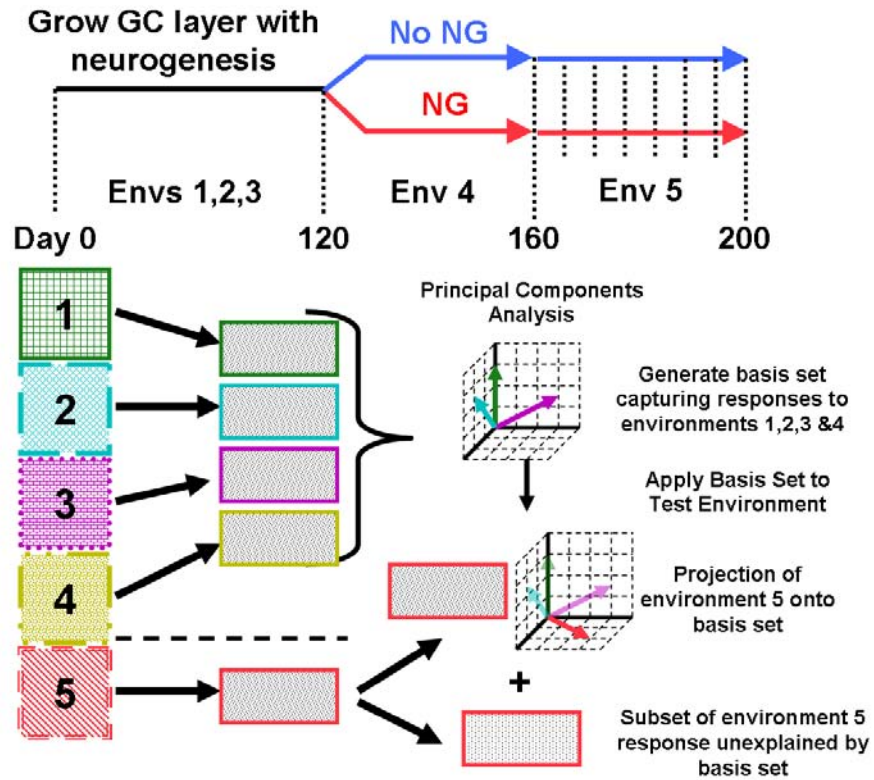 Grow GC layer with
neurogenesis
No NG
NG
Envs 1,2,3
Env 4
Env 5
Day 0
120
160
200
1
2
3
4
5
Principal Components
Analysis
Generate basis set
capturing responses to
environments 1,2,3 &4
Apply Basis Set to
Test Environment
Projection of
environment 5 onto
basis set
+
Subset of environment 5
response unexplained by
basis set